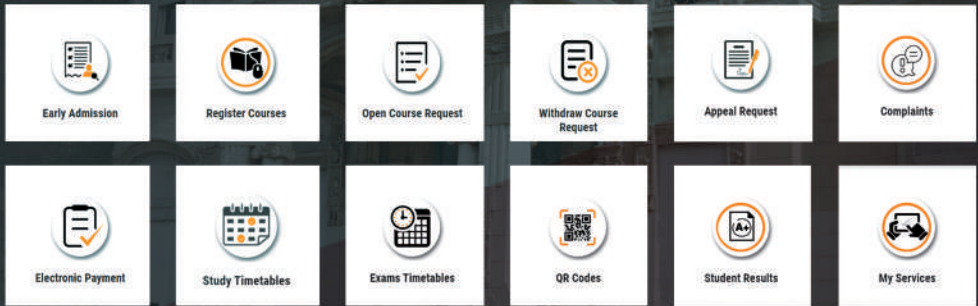 Early Admission
Register Courses
Open Course Request
Withdraw Course
Request
Appeal Request
Complaints
Electronic Payment
Study Timetables
Exams Timetables
QR Codes
A+
Student Results
My Services